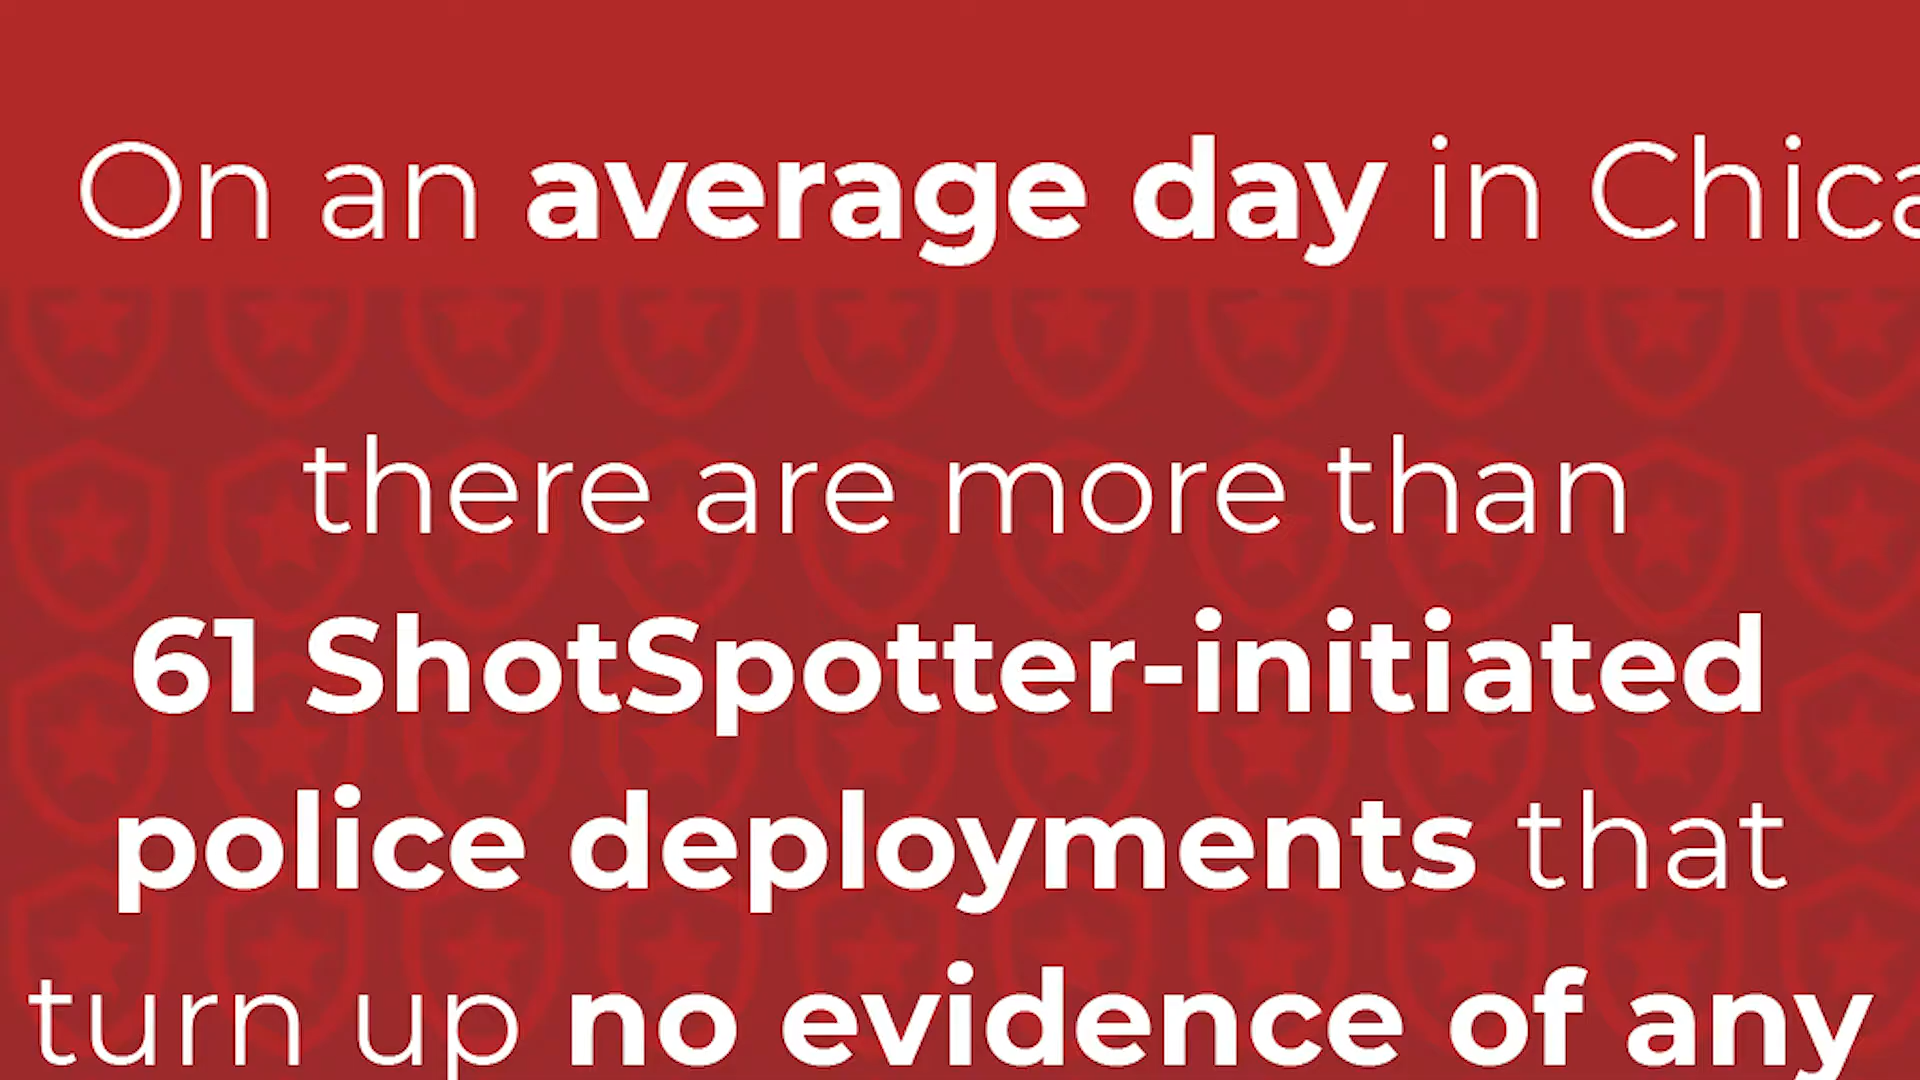 On an average day in Chica
there are more than
61 ShotSpotter-initiated
police deployments that
turn up no evidence of any